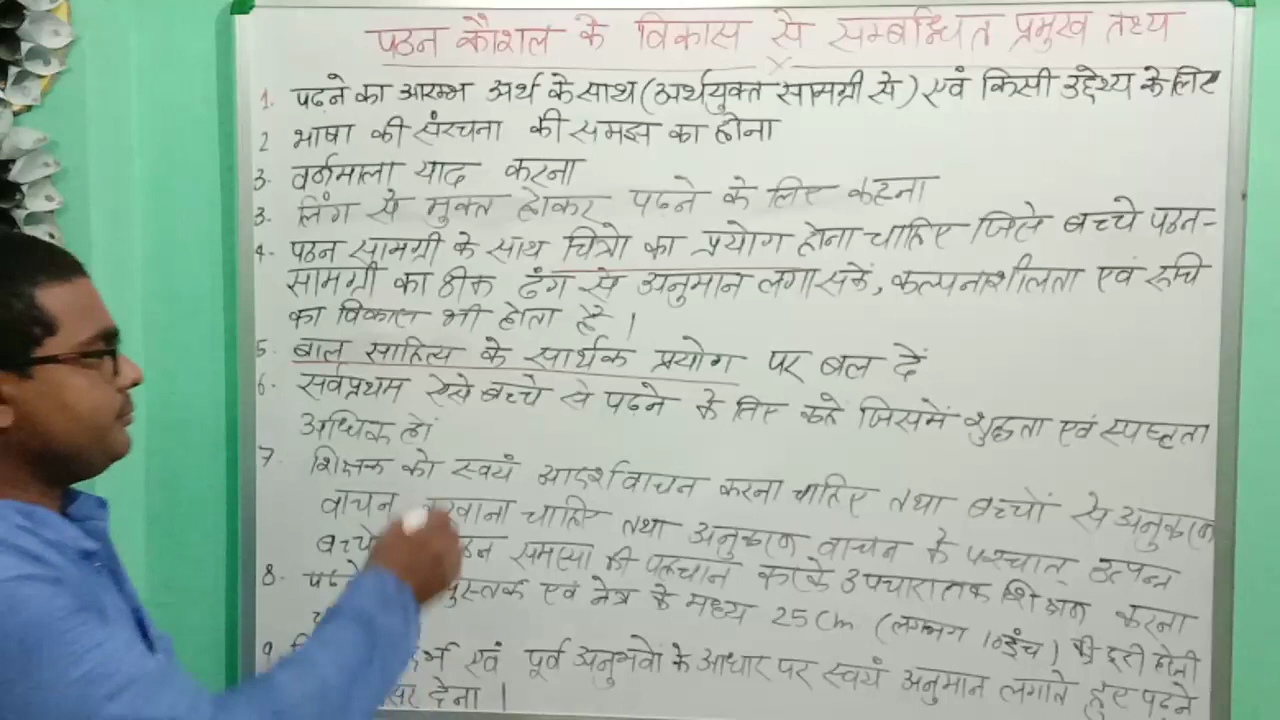 पठन कौशल के विकास से सम्बन्धित प्रमुख तथ्य
1. पढ़ने का आरम्भ अर्थ के साथ (अर्थयुक्त सामग्री से) एवं किसी उद्देश्य के लिए
2 भाषा की संरचना की समझ का होना
3. वर्णमाला याद करना
3. लिंग से मुक्त होकर पढने के लिए कहना
4. पठन सामग्री के साथ चित्रो का प्रयोग होना चाहिए जिसे बच्चे पठन-
सामग्री का ठीक ढंग से अनुमान लगा सकें, कल्पनाशीलता एवं रूचि
का विकास भी होता है ।
5. बाल साहित्य के सार्थक प्रयोग पर बल दें
6. सर्वप्रथम ऐसे बच्चे से पढ़ने के लिए कहें जिसमें शुद्धता एवं स्पष्टता
अधिक हों
7. शिक्षक को स्वयं आदर्शवाचन करना चाहिए तथा बच्चों से अनुकरण
वाचन करवाना चाहिए तथा अनुकरण वाचन के पश्चात् उत्पन्न
बच्चे समस्या की पहचान करके उपचारात्मक शिक्षण करना
8. पुस्तक एवं नेत्र के मध्य 25 Cm (लगभग 10 इंच) की दूरी होनी
9. एवं पूर्व अनुभवों के आधार पर स्वयं अनुमान लगाते हुए पढ़ने
देना ।